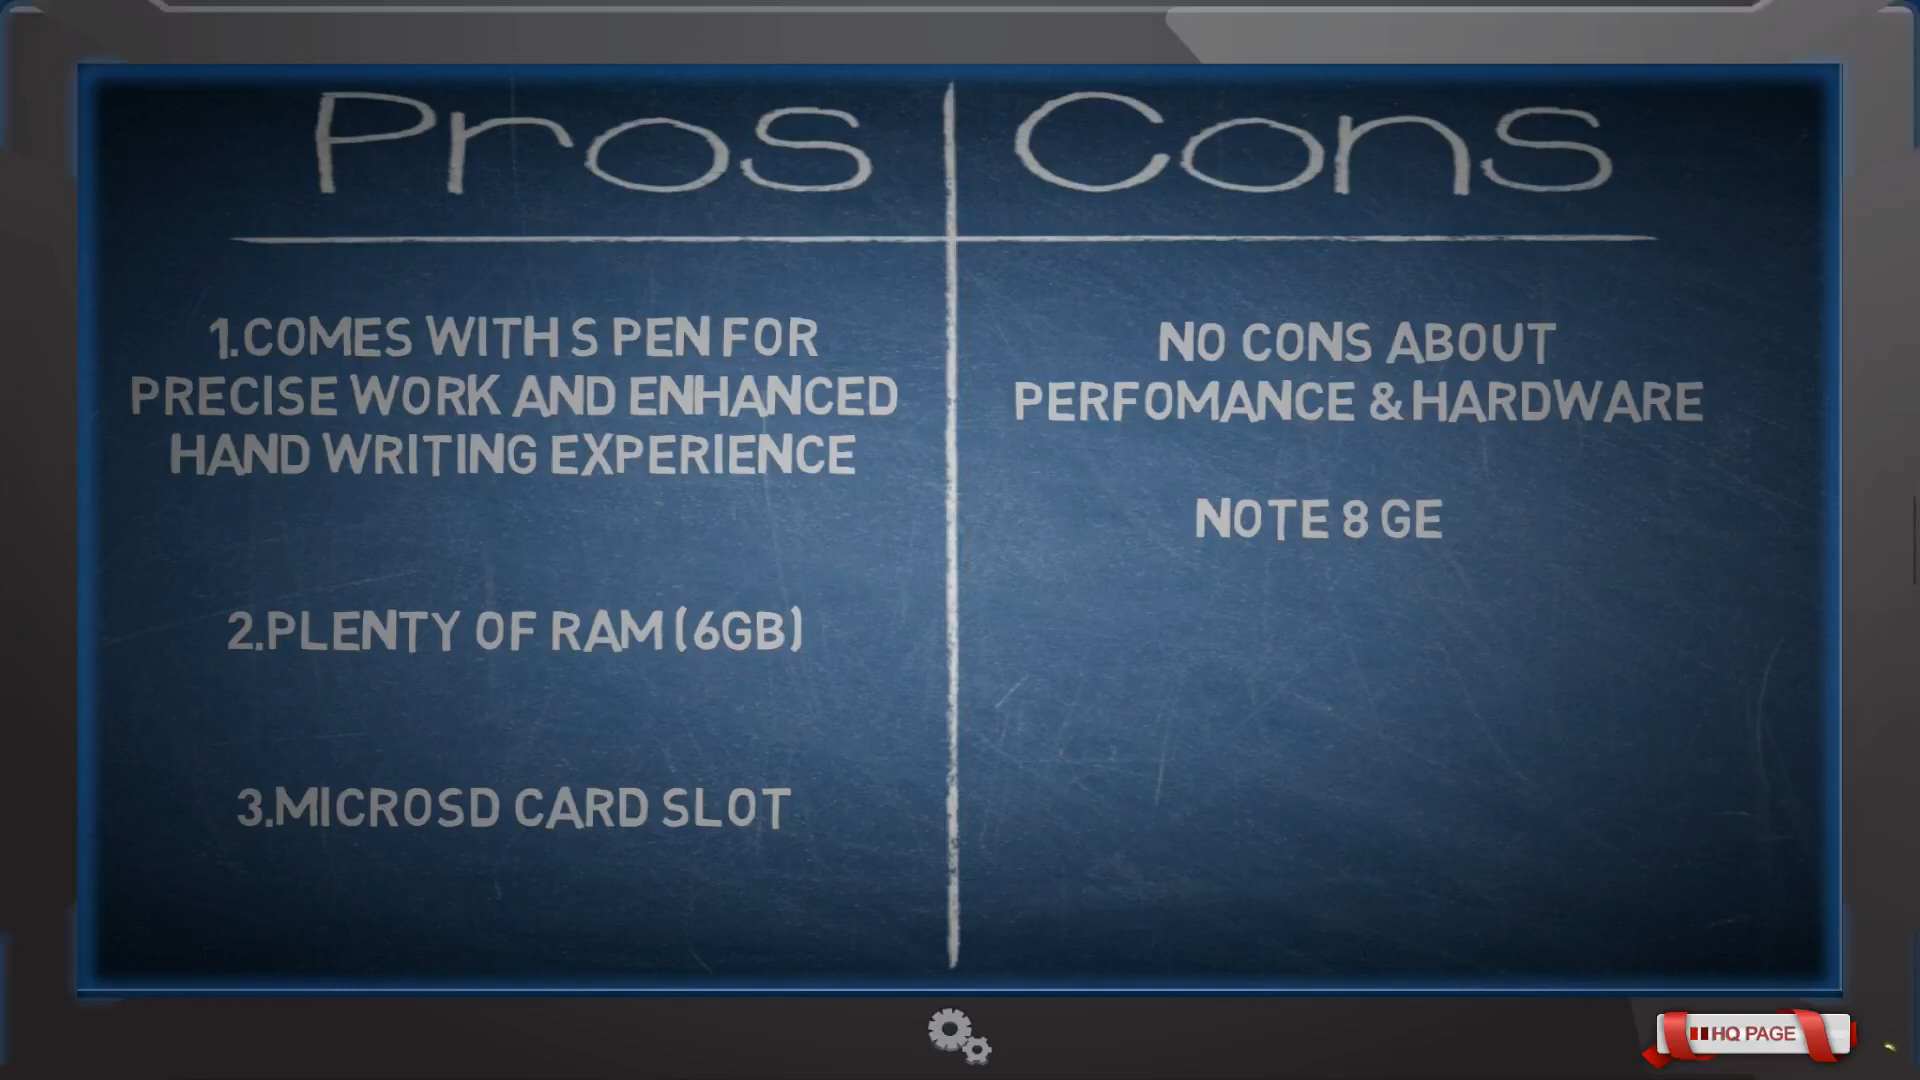 Pros
Cons
1.COMES WITH S PEN FOR
PRECISE WORK AND ENHANCED
HAND WRITING EXPERIENCE
2.PLENTY OF RAM (6GB)
3.MICROSD CARD SLOT
NO CONS ABOUT
PERFOMANCE & HARDWARE
NOTE 8 GE
HQ PAGE